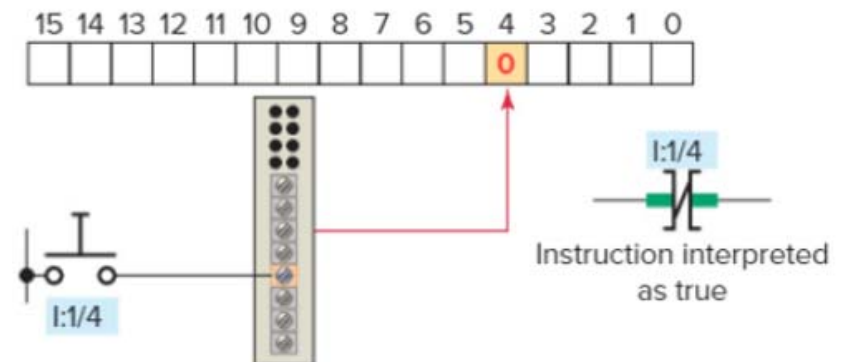 15 14 13 12 11 10 9 8 7 6 5 4 3 2 1 0
0
I:1/4
Instruction interpreted
as true
I:1/4